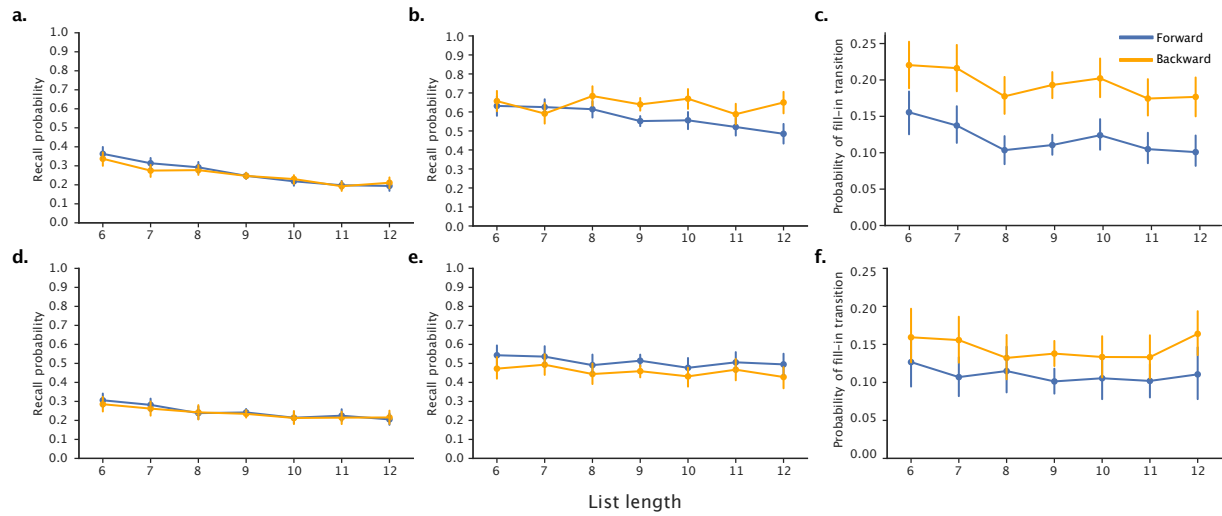 a.
Recall probability
1.0
0.9
0.8
0.7
0.6
0.5
0.4
0.3
0.2
0.1
0.0
6 7 8 9 10 11 12
b.
Recall probability
1.0
0.9
0.8
0.7
0.6
0.5
0.4
0.3
0.2
0.1
0.0
6 7 8 9 10 11 12
c.
Probability of fill-in transition
0.25
0.20
0.15
0.10
0.05
0.00
6 7 8 9 10 11 12
Forward
Backward
d.
Recall probability
1.0
0.9
0.8
0.7
0.6
0.5
0.4
0.3
0.2
0.1
0.0
6 7 8 9 10 11 12
e.
Recall probability
1.0
0.9
0.8
0.7
0.6
0.5
0.4
0.3
0.2
0.1
0.0
6 7 8 9 10 11 12
f.
Probability of fill-in transition
0.25
0.20
0.15
0.10
0.05
0.00
6 7 8 9 10 11 12
List length